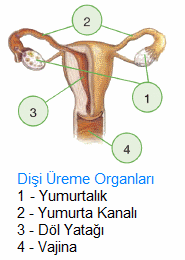 2
1
3
4
Dişi Üreme Organları
1 - Yumurtalık
2 - Yumurta Kanalı
3 - Döl Yatağı
4 - Vajina